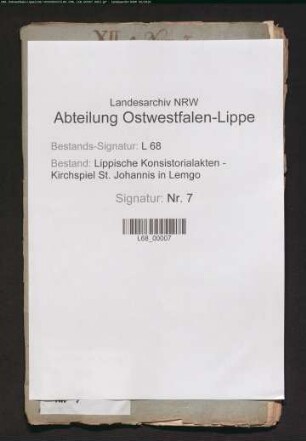 Landesarchiv NRW
Abteilung Ostwestfalen-Lippe
Bestands-Signatur: L 68
Bestand: Lippische Konsistorialakten -
Kirchspiel St. Johannis in Lemgo
Signatur: Nr. 7
L68_00007